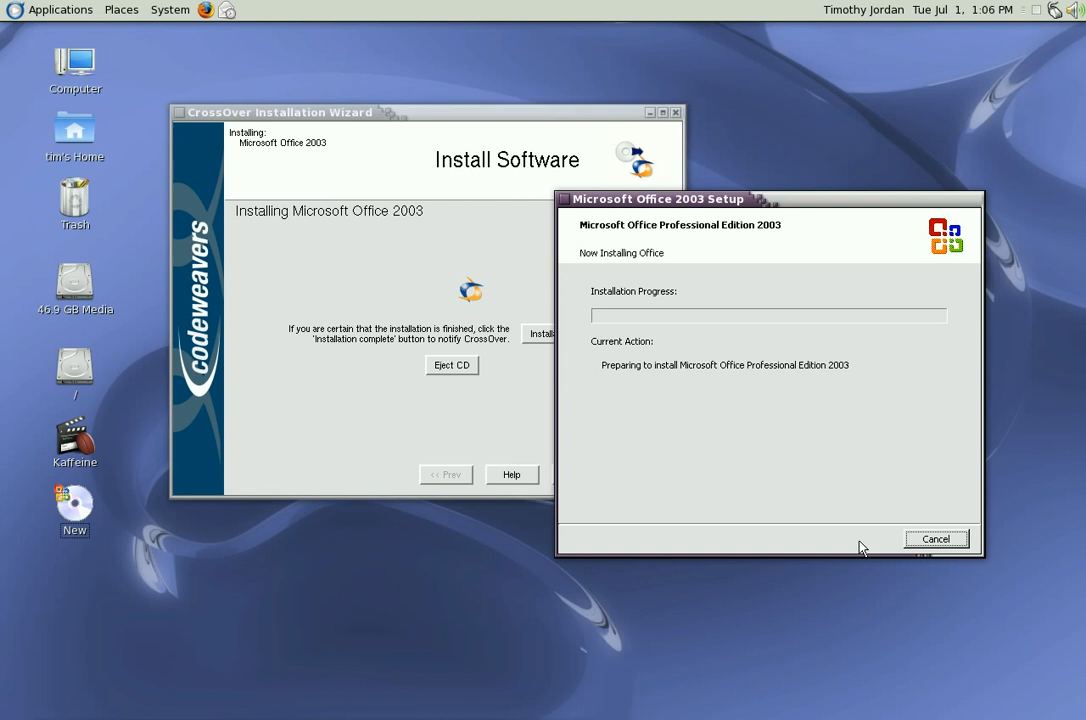 Applications Places System
Timothy Jordan Tue Jul 1, 1:06 PM
Computer
tim's Home
Trash
46.9 GB Media
/
Kaffeine
New
CrossOver Installation Wizard
Installing:
Microsoft Office 2003
Install Software
codeweavers
Installing Microsoft Office 2003
If you are certain that the installation is finished, click the
'Installation complete' button to notify CrossOver.
Eject CD
<< Prev
Help
Microsoft Office 2003 Setup
Microsoft Office Professional Edition 2003
Now Installing Office
Installation Progress:
Current Action:
Preparing to install Microsoft Office Professional Edition 2003
Cancel